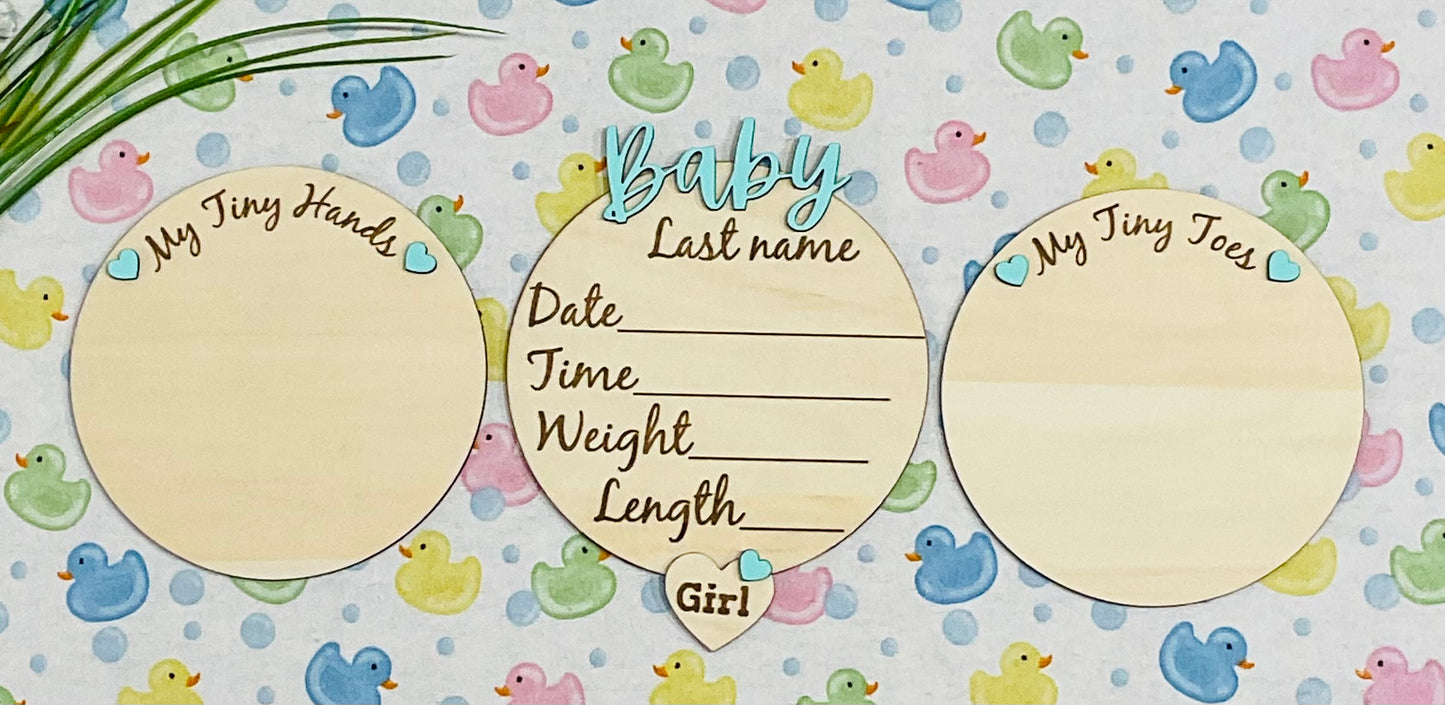 My Tiny Hands
Baby
Last name
Date
Time
Weight
Length
Girl
My Tiny Toes